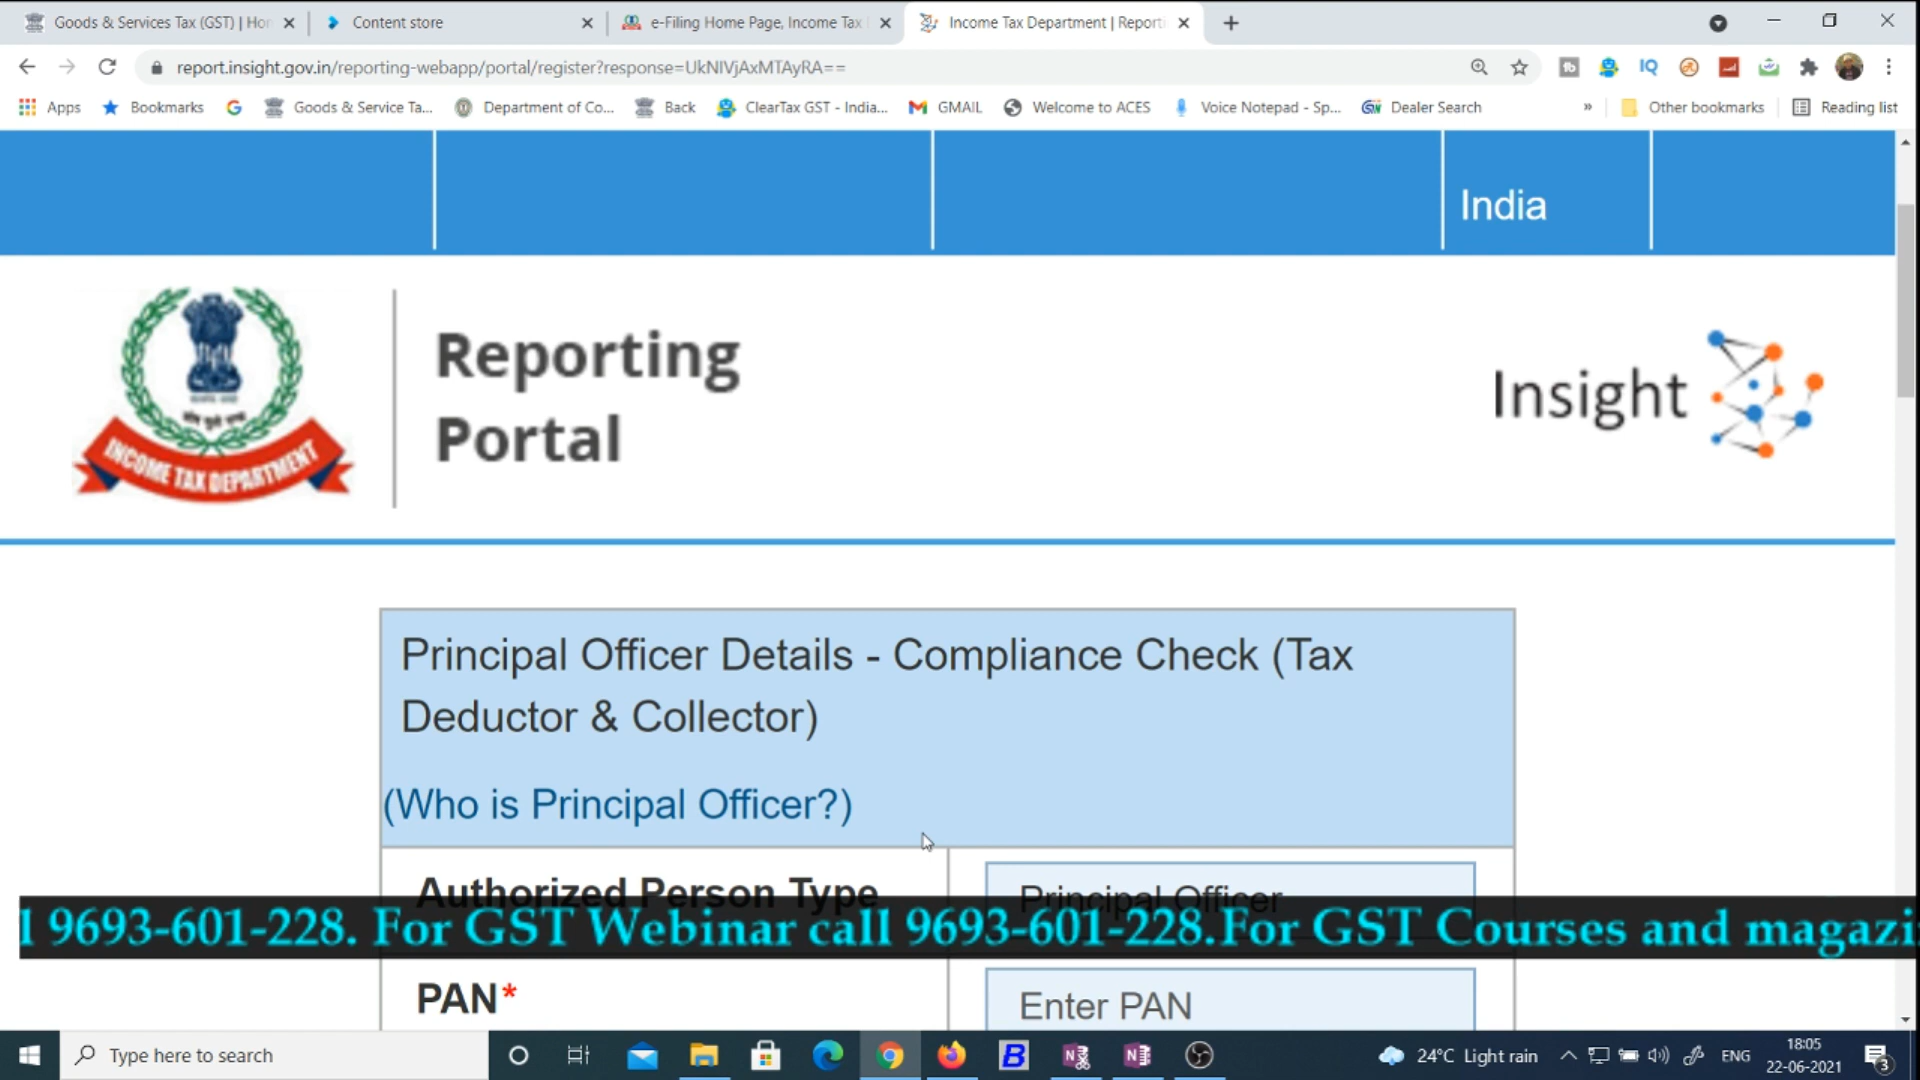 Goods & Services Tax (GST) | Hom
Content store
e-Filing Home Page, Income Tax
Income Tax Department | Reporti
report.insight.gov.in/reporting-webapp/portal/register?response=UkNlVjAxMTAyRA==
Apps
Bookmarks
Goods & Service Ta...
Department of Co...
Back
ClearTax GST - India...
GMAIL
Welcome to ACES
Voice Notepad - Sp...
Dealer Search
»
Other bookmarks
Reading list
India
INCOME TAX DEPARTMENT
Reporting
Portal
Insight
Principal Officer Details - Compliance Check (Tax
Deductor & Collector)
(Who is Principal Officer?)
Authorized Person Type
Principal Officer
9693-601-228. For GST Webinar call 9693-601-228.For GST Courses and magazi
PAN*
Enter PAN
Type here to search
24°C Light rain
ENG
18:05
22-06-2021
3